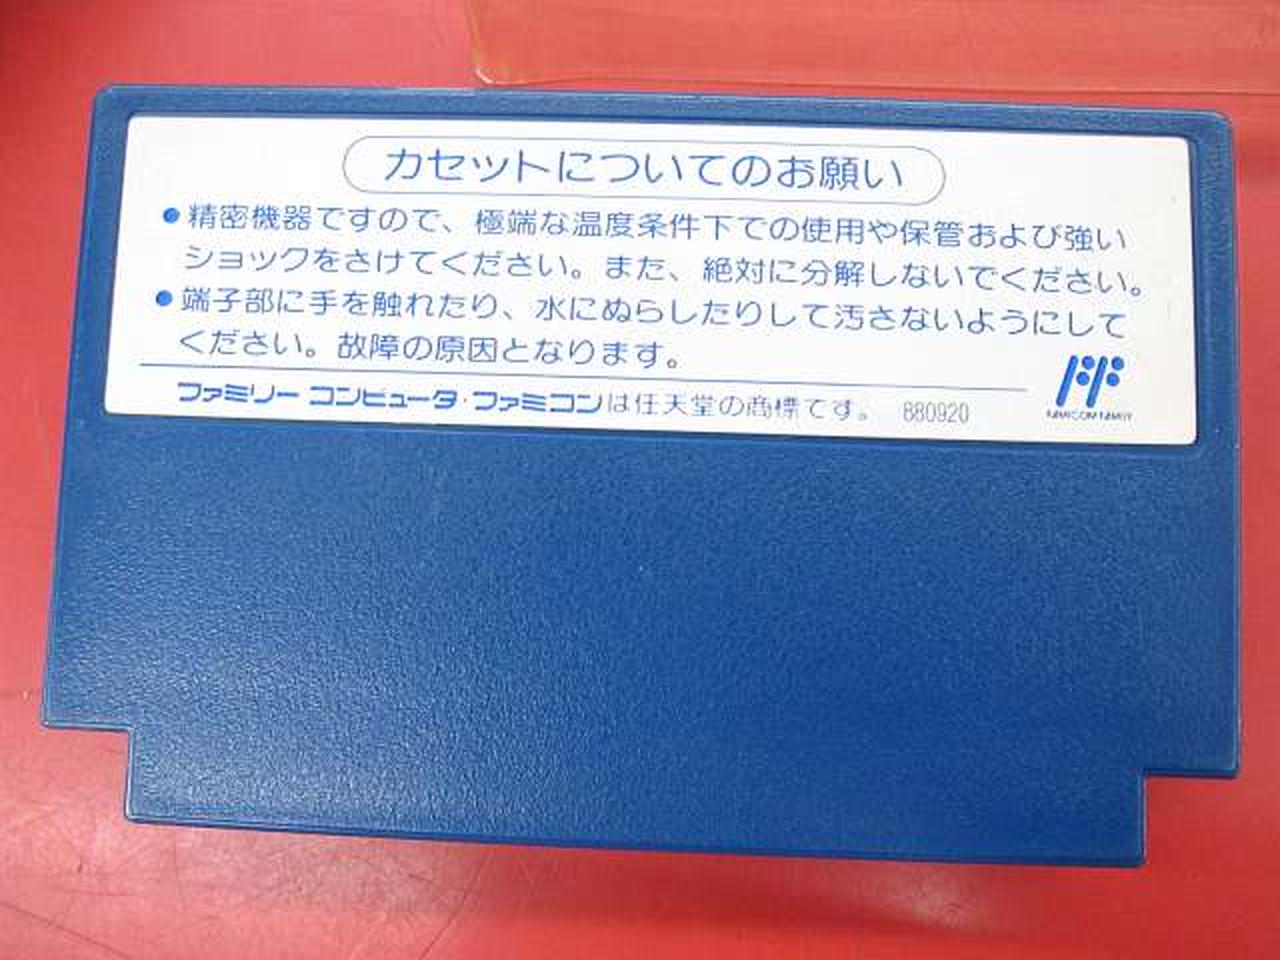 カセットについてのお願い
●精密機器ですので、極端な温度条件下での使用や保管および強い
ショックをさけてください。また、絶対に分解しないでください。
●端子部に手を触れたり、水にぬらしたりして汚さないようにして
ください。故障の原因となります。
ファミリー コンピュータ・ファミコンは任天堂の商標です。 880920
FAMICOM FAMILY